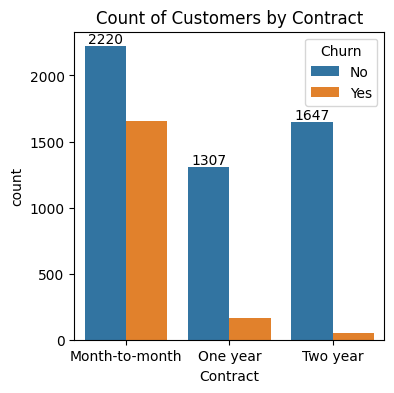 Count of Customers by Contract
Churn
No
Yes
2220
1307
1647
2000
1500
1000
500
0
count
Month-to-month
One year
Two year
Contract